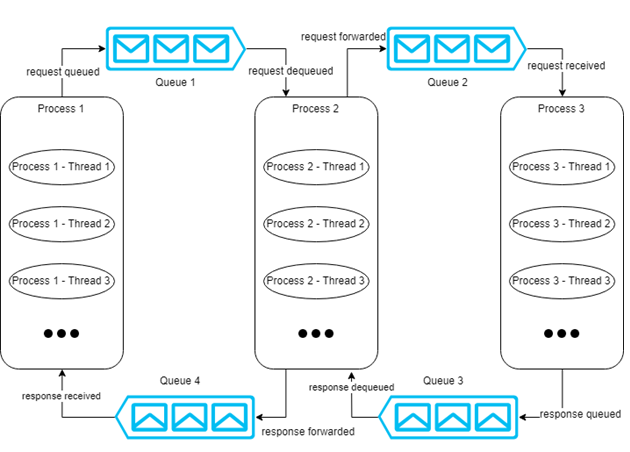 request forwarded
request queued
request dequeued
request received
Queue 1
Queue 2
Process 1
Process 2
Process 3
Process 1 - Thread 1
Process 2 - Thread 1
Process 3 - Thread 1
Process 1 - Thread 2
Process 2 - Thread 2
Process 3 - Thread 2
Process 1 - Thread 3
Process 2 - Thread 3
Process 3 - Thread 3
Queue 4
Queue 3
response received
response dequeued
response forwarded
response queued